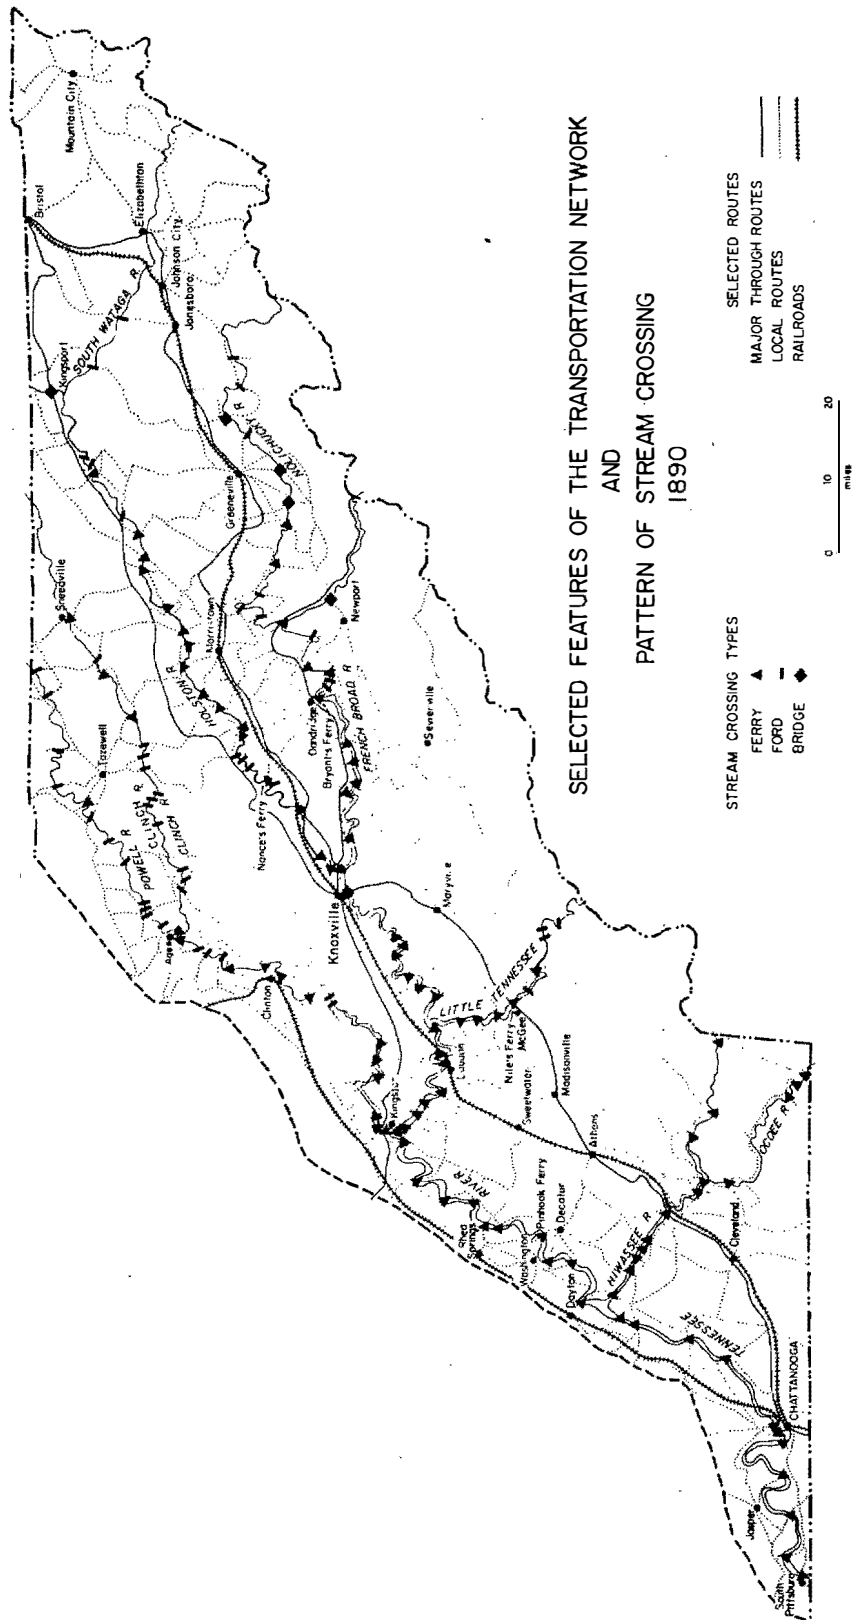 SELECTED FEATURES OF THE TRANSPORTATION NETWORK
AND
PATTERN OF STREAM CROSSING
1890
STREAM CROSSING TYPES
FERRY
FORD
BRIDGE
SELECTED ROUTES
MAJOR THROUGH ROUTES
LOCAL ROUTES
RAILROADS
0 10 20
miles
Mountain City
Bristol
Elizabethton
Johnson City
Jonesboro
SOUTH WATAGA R
Kingsport
NOLICHUCKY R
Greeneville
Sneedville
Morristown
Newport
HOLSTON R
Dandridge
Bryant's Ferry
FRENCH BROAD R
Sevierville
Tazewell
POWELL R
CLINCH R
CLINCH R
Nance's Ferry
Knoxville
Maryville
Agee
Clinton
LITTLE TENNESSEE
Nile's Ferry
McGee
Loudon
Kingston
Madisonville
Sweetwater
Athens
RIVER
Rhea
Springs
Pinhook Ferry
Washington
Decatur
Dayton
HIWASSEE R
OCOEE R
Cleveland
TENNESSEE
CHATTANOOGA
Jasper
South
Pittsburg